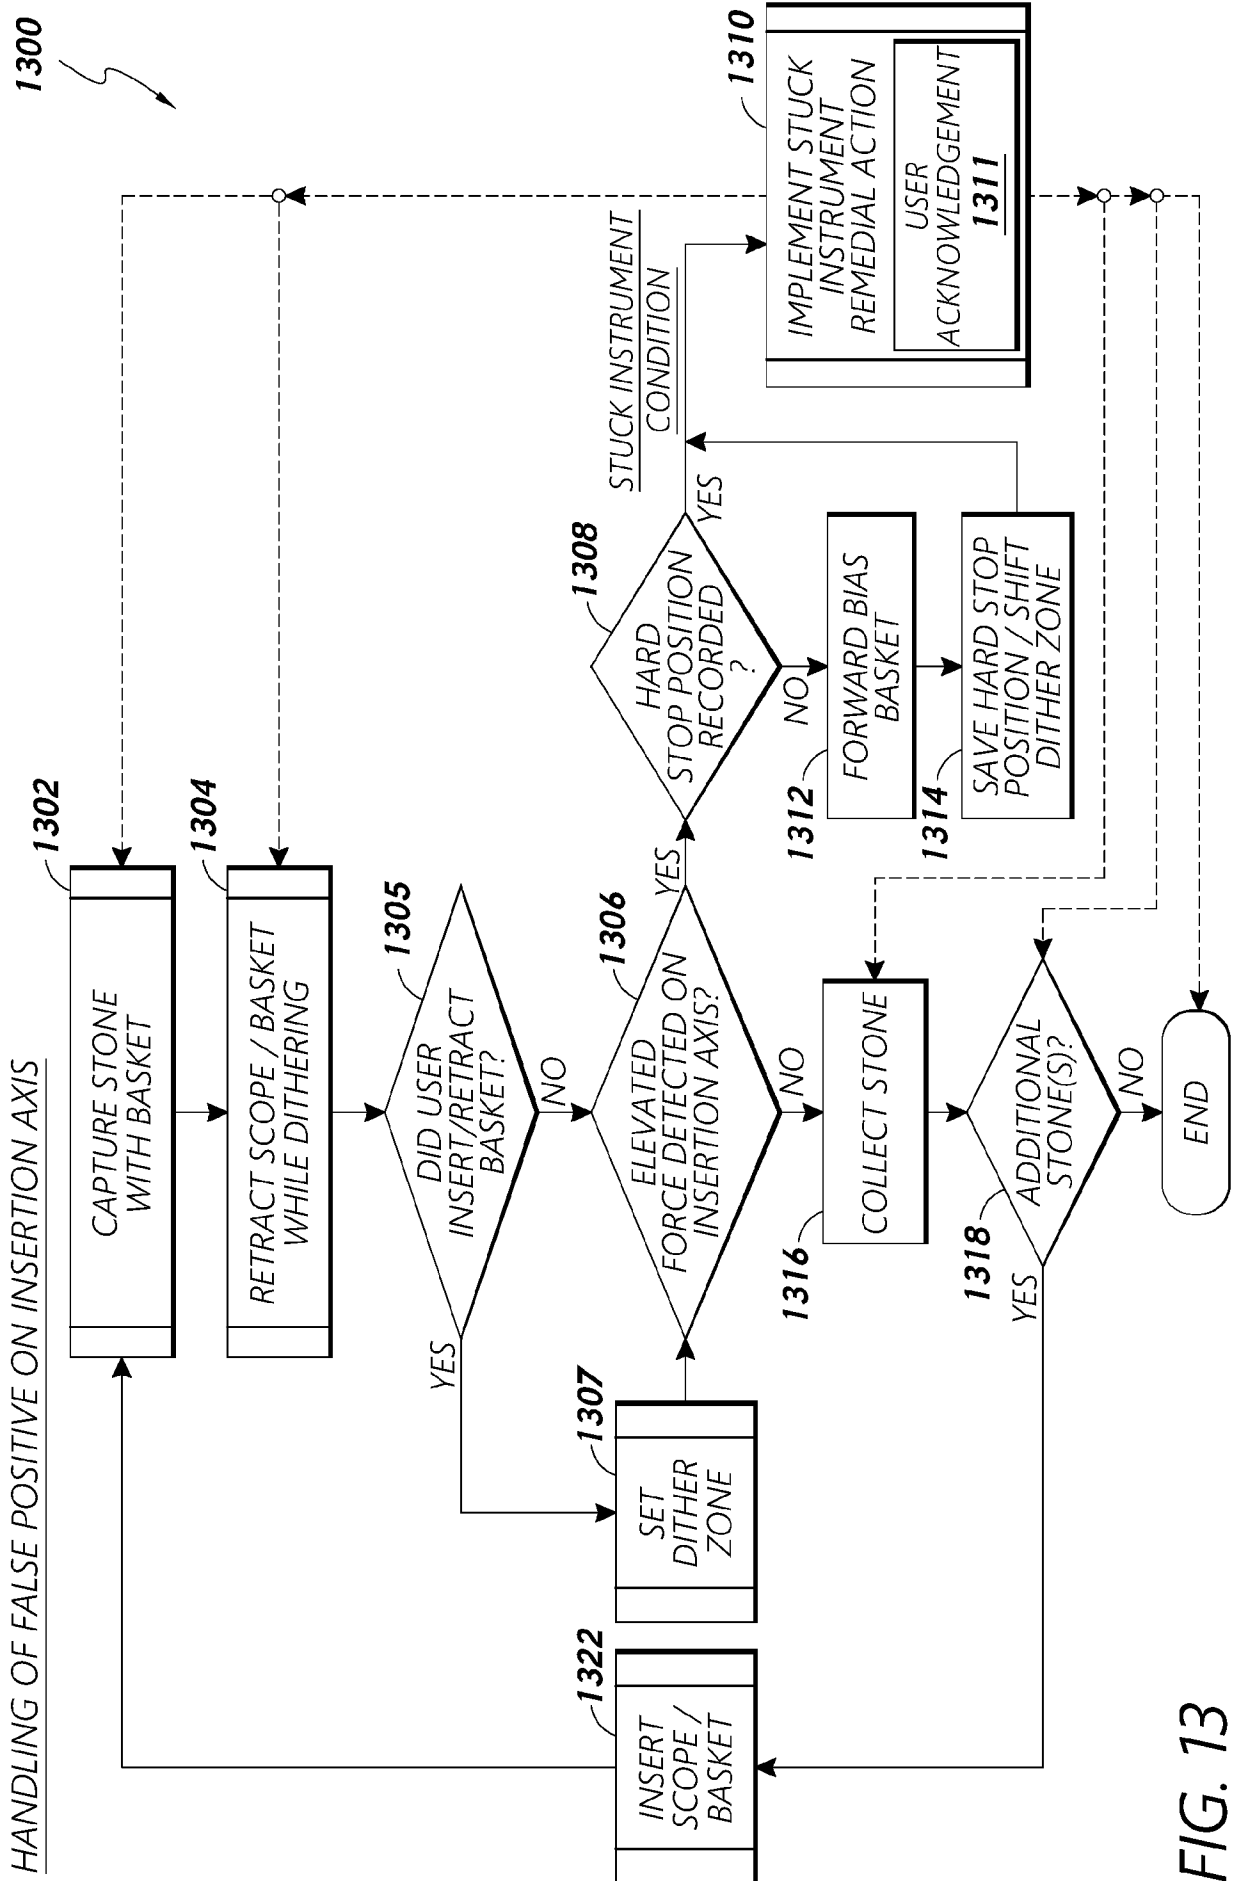 HANDLING OF FALSE POSITIVE ON INSERTION AXIS
1300
1302
CAPTURE STONE
WITH BASKET
1304
RETRACT SCOPE / BASKET
WHILE DITHERING
1305
DID USER
INSERT/RETRACT
BASKET?
YES
NO
1322
INSERT
SCOPE /
BASKET
1307
SET
DITHER
ZONE
1306
ELEVATED
FORCE DETECTED ON
INSERTION AXIS?
YES
NO
1308
HARD
STOP POSITION
RECORDED
?
YES
NO
STUCK INSTRUMENT
CONDITION
1310
IMPLEMENT STUCK
INSTRUMENT
REMEDIAL ACTION
USER
ACKNOWLEDGEMENT
1311
1312
FORWARD BIAS
BASKET
1314
SAVE HARD STOP
POSITION / SHIFT
DITHER ZONE
1316
COLLECT STONE
1318
ADDITIONAL
STONE(S)?
YES
NO
END
FIG. 13